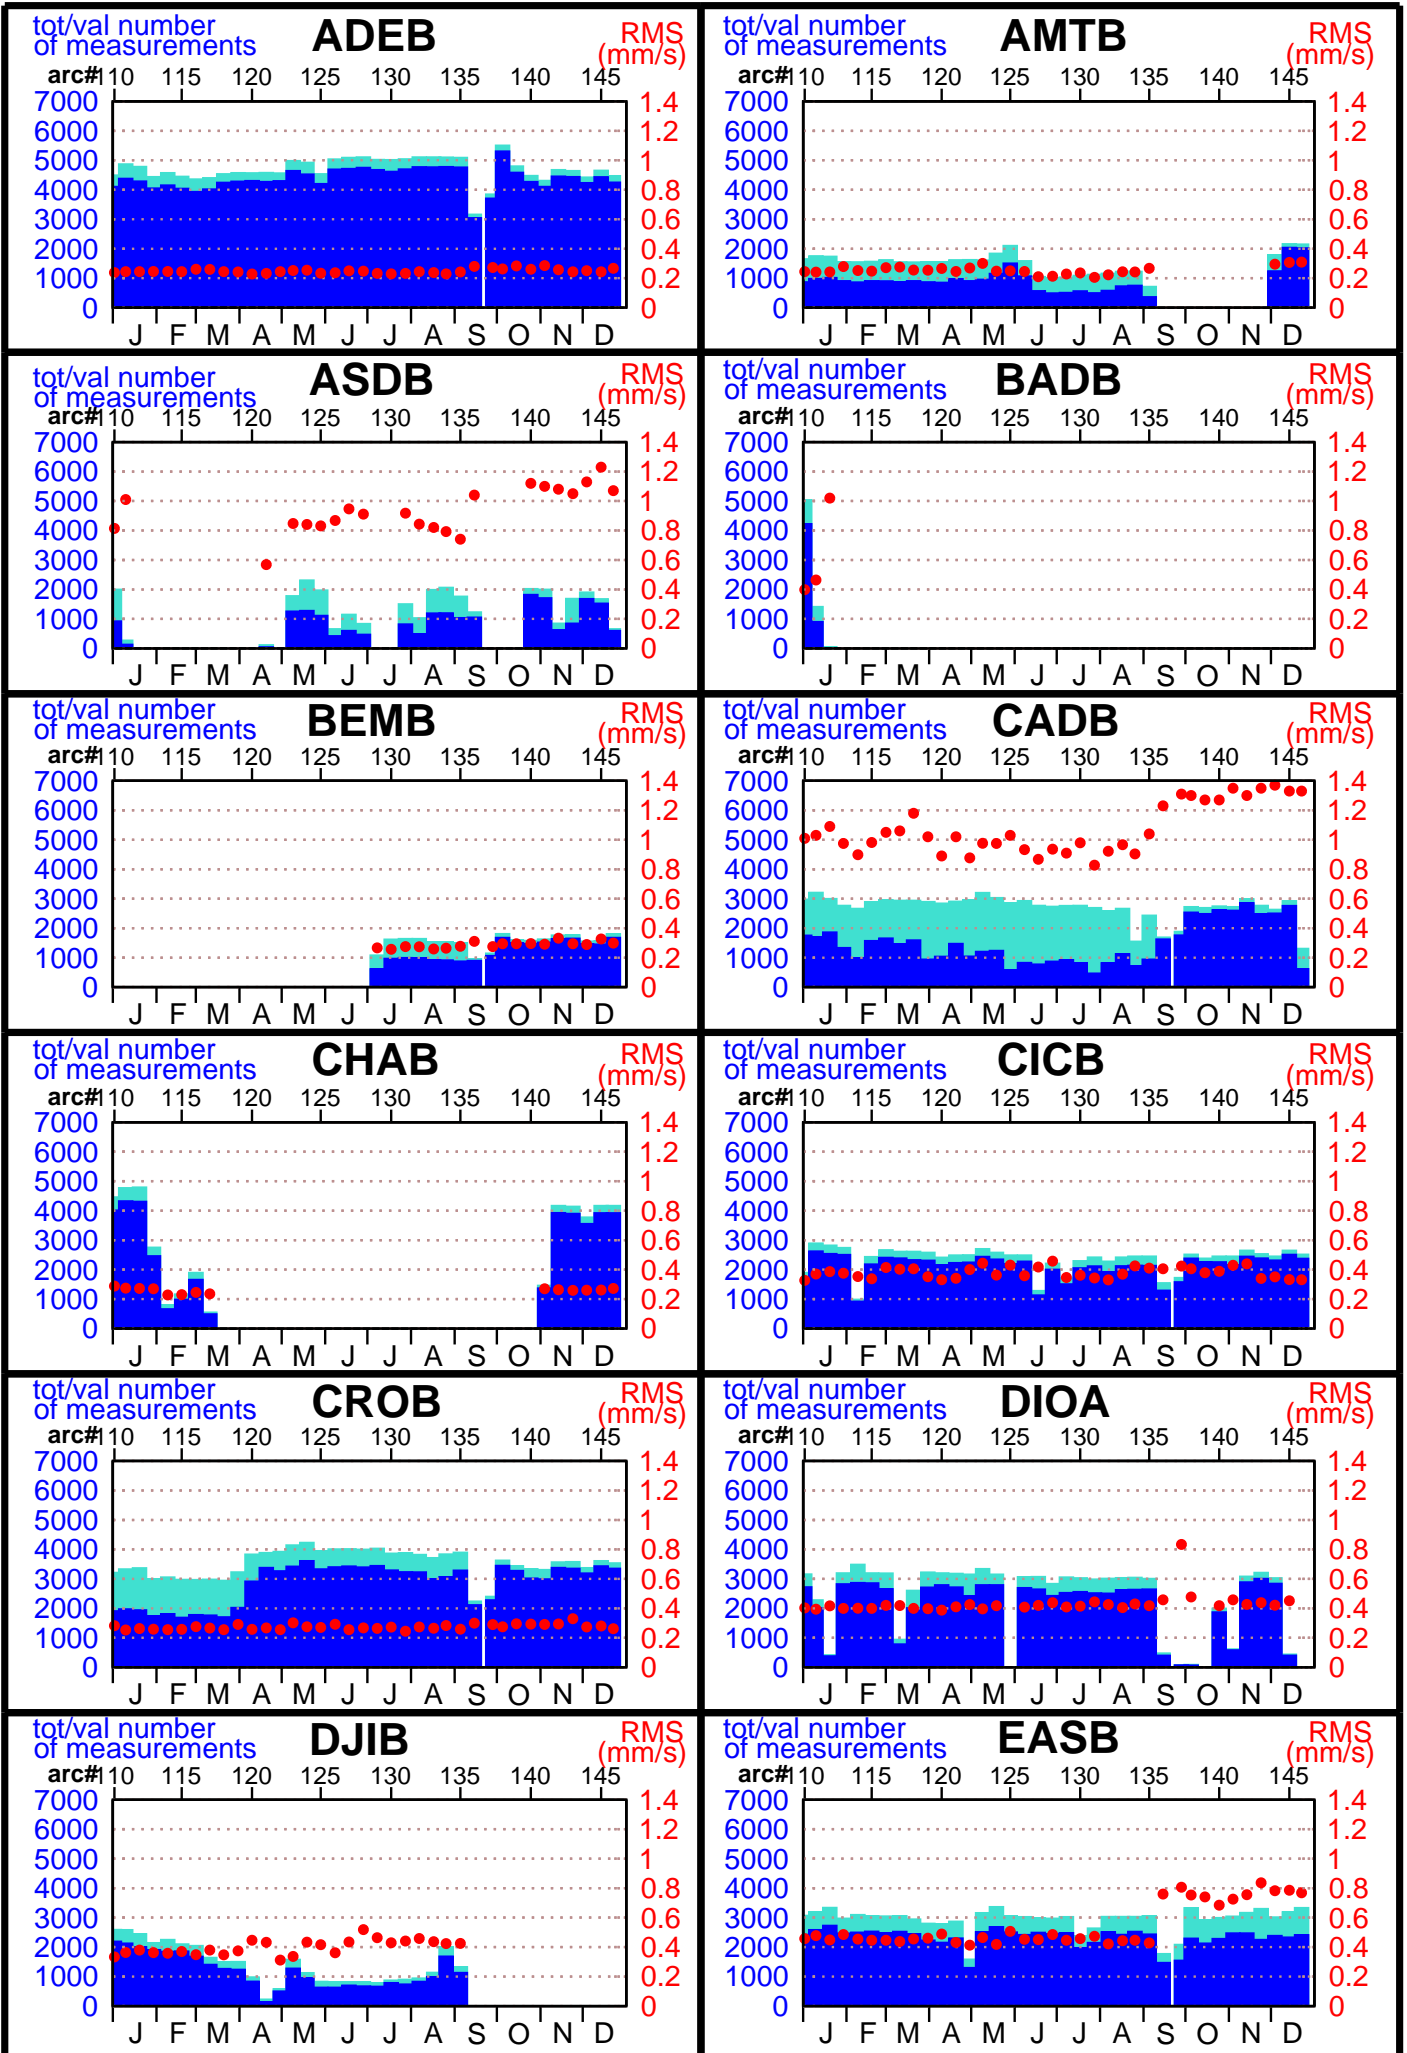 tot/val number ADEB RMS
of measurements (mm/s)
arc# 110 115 120 125 130 135 140 145
7000 1.4
6000 1.2
5000 1
4000 0.8
3000 0.6
2000 0.4
1000 0.2
0 0
J F M A M J J A S O N D
tot/val number AMTB RMS
of measurements (mm/s)
arc# 110 115 120 125 130 135 140 145
7000 1.4
6000 1.2
5000 1
4000 0.8
3000 0.6
2000 0.4
1000 0.2
0 0
J F M A M J J A S O N D
tot/val number ASDB RMS
of measurements (mm/s)
arc# 110 115 120 125 130 135 140 145
7000 1.4
6000 1.2
5000 1
4000 0.8
3000 0.6
2000 0.4
1000 0.2
0 0
J F M A M J J A S O N D
tot/val number BADB RMS
of measurements (mm/s)
arc# 110 115 120 125 130 135 140 145
7000 1.4
6000 1.2
5000 1
4000 0.8
3000 0.6
2000 0.4
1000 0.2
0 0
J F M A M J J A S O N D
tot/val number BEMB RMS
of measurements (mm/s)
arc# 110 115 120 125 130 135 140 145
7000 1.4
6000 1.2
5000 1
4000 0.8
3000 0.6
2000 0.4
1000 0.2
0 0
J F M A M J J A S O N D
tot/val number CADB RMS
of measurements (mm/s)
arc# 110 115 120 125 130 135 140 145
7000 1.4
6000 1.2
5000 1
4000 0.8
3000 0.6
2000 0.4
1000 0.2
0 0
J F M A M J J A S O N D
tot/val number CHAB RMS
of measurements (mm/s)
arc# 110 115 120 125 130 135 140 145
7000 1.4
6000 1.2
5000 1
4000 0.8
3000 0.6
2000 0.4
1000 0.2
0 0
J F M A M J J A S O N D
tot/val number CICB RMS
of measurements (mm/s)
arc# 110 115 120 125 130 135 140 145
7000 1.4
6000 1.2
5000 1
4000 0.8
3000 0.6
2000 0.4
1000 0.2
0 0
J F M A M J J A S O N D
tot/val number CROB RMS
of measurements (mm/s)
arc# 110 115 120 125 130 135 140 145
7000 1.4
6000 1.2
5000 1
4000 0.8
3000 0.6
2000 0.4
1000 0.2
0 0
J F M A M J J A S O N D
tot/val number DIOA RMS
of measurements (mm/s)
arc# 110 115 120 125 130 135 140 145
7000 1.4
6000 1.2
5000 1
4000 0.8
3000 0.6
2000 0.4
1000 0.2
0 0
J F M A M J J A S O N D
tot/val number DJIB RMS
of measurements (mm/s)
arc# 110 115 120 125 130 135 140 145
7000 1.4
6000 1.2
5000 1
4000 0.8
3000 0.6
2000 0.4
1000 0.2
0 0
J F M A M J J A S O N D
tot/val number EASB RMS
of measurements (mm/s)
arc# 110 115 120 125 130 135 140 145
7000 1.4
6000 1.2
5000 1
4000 0.8
3000 0.6
2000 0.4
1000 0.2
0 0
J F M A M J J A S O N D